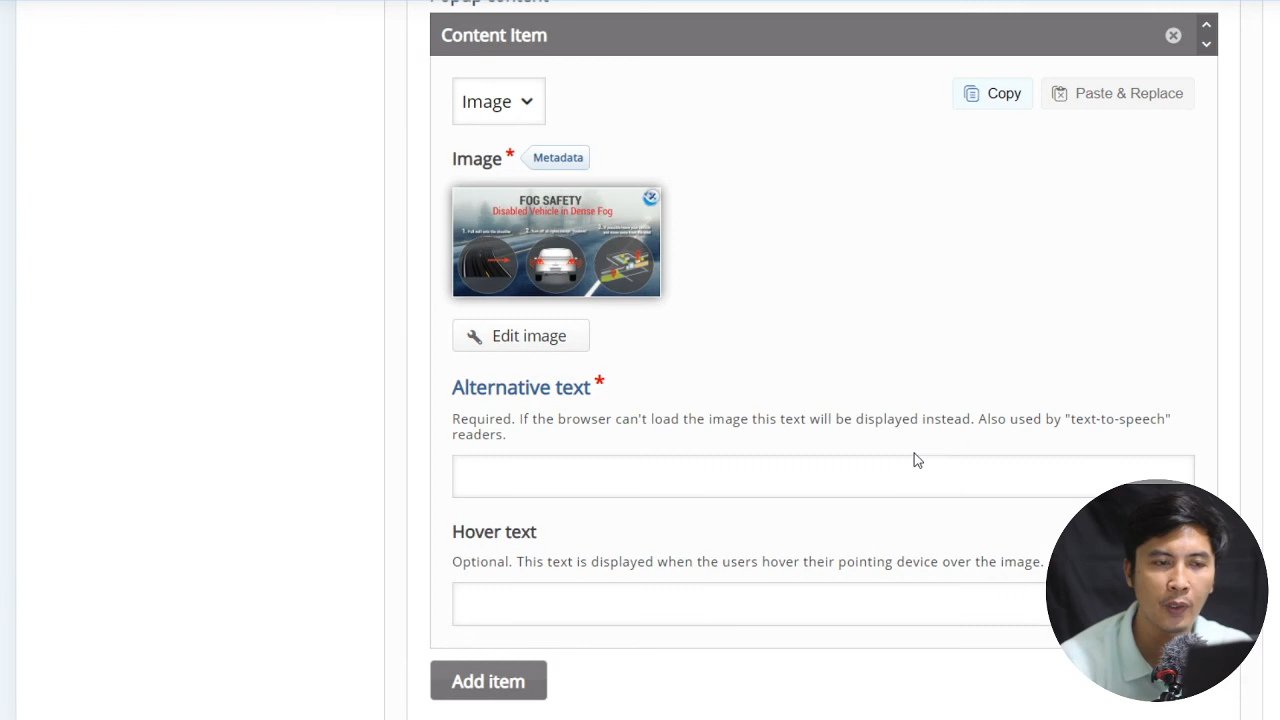 Popup content
Content Item
Image
Copy
Paste & Replace
Image *
Metadata
FOG SAFETY
Disabled Vehicle in Dense Fog
Edit image
Alternative text *
Required. If the browser can't load the image this text will be displayed instead. Also used by "text-to-speech"
readers.
Hover text
Optional. This text is displayed when the users hover their pointing device over the image.
Add item